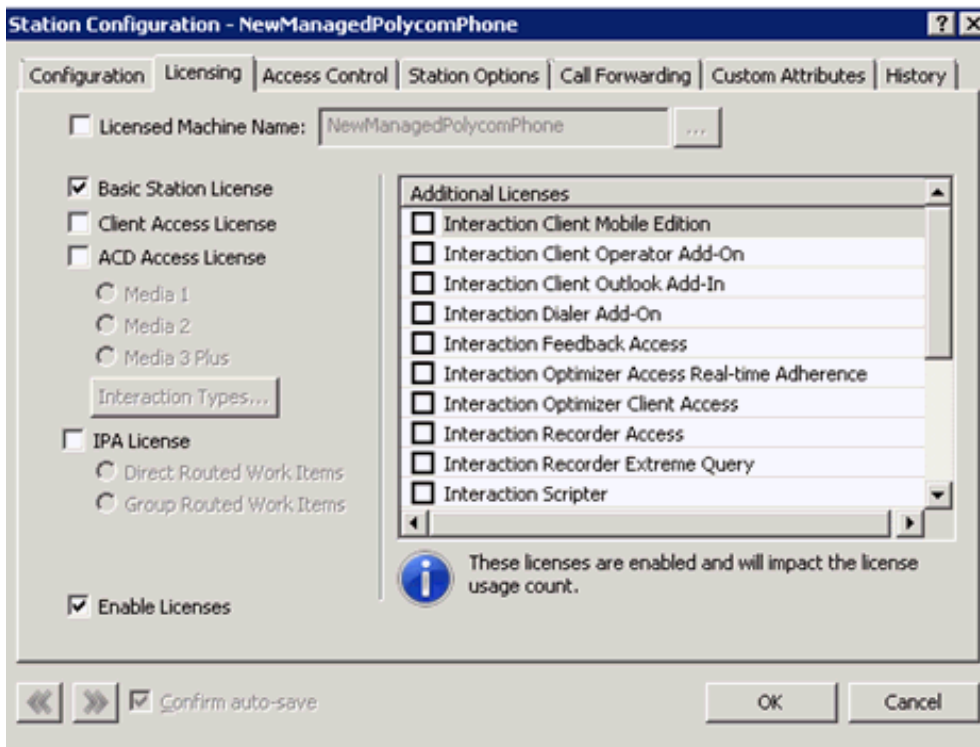 Station Configuration - NewManagedPolycomPhone
Configuration Licensing Access Control Station Options Call Forwarding Custom Attributes History
Licensed Machine Name: NewManagedPolycomPhone ...
Basic Station License
Client Access License
ACD Access License
Media 1
Media 2
Media 3 Plus
Interaction Types...
IPA License
Direct Routed Work Items
Group Routed Work Items
Enable Licenses
Additional Licenses
Interaction Client Mobile Edition
Interaction Client Operator Add-On
Interaction Client Outlook Add-In
Interaction Dialer Add-On
Interaction Feedback Access
Interaction Optimizer Access Real-time Adherence
Interaction Optimizer Client Access
Interaction Recorder Access
Interaction Recorder Extreme Query
Interaction Scripter
These licenses are enabled and will impact the license
usage count.
Confirm auto-save
OK
Cancel